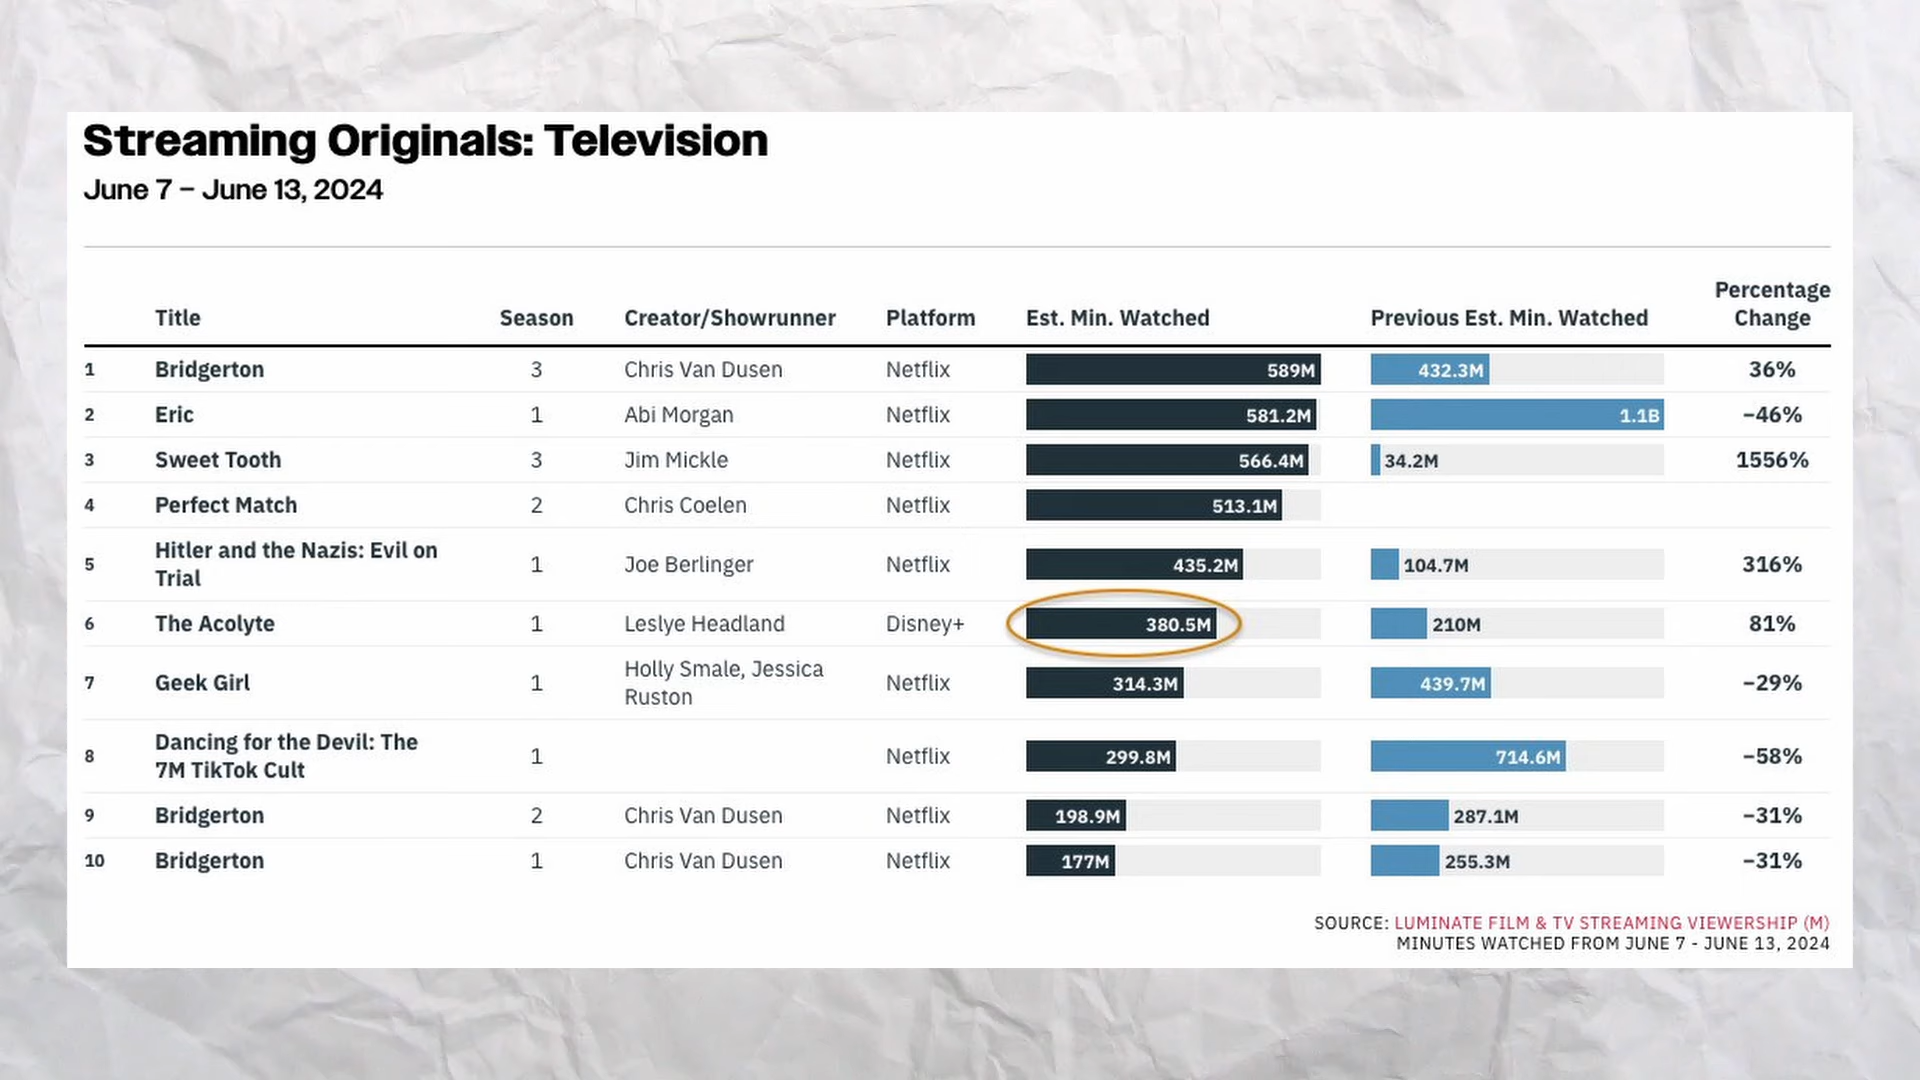 Streaming Originals: Television
June 7 – June 13, 2024
Title Season Creator/Showrunner Platform Est. Min. Watched Previous Est. Min. Watched Percentage Change
1 Bridgerton 3 Chris Van Dusen Netflix 589M 432.3M 36%
2 Eric 1 Abi Morgan Netflix 581.2M 1.1B −46%
3 Sweet Tooth 3 Jim Mickle Netflix 566.4M 34.2M 1556%
4 Perfect Match 2 Chris Coelen Netflix 513.1M
5 Hitler and the Nazis: Evil on Trial 1 Joe Berlinger Netflix 435.2M 104.7M 316%
6 The Acolyte 1 Leslye Headland Disney+ 380.5M 210M 81%
7 Geek Girl 1 Holly Smale, Jessica Ruston Netflix 314.3M 439.7M −29%
8 Dancing for the Devil: The 7M TikTok Cult 1 Netflix 299.8M 714.6M −58%
9 Bridgerton 2 Chris Van Dusen Netflix 198.9M 287.1M −31%
10 Bridgerton 1 Chris Van Dusen Netflix 177M 255.3M −31%
SOURCE: LUMINATE FILM & TV STREAMING VIEWERSHIP (M)
MINUTES WATCHED FROM JUNE 7 - JUNE 13, 2024